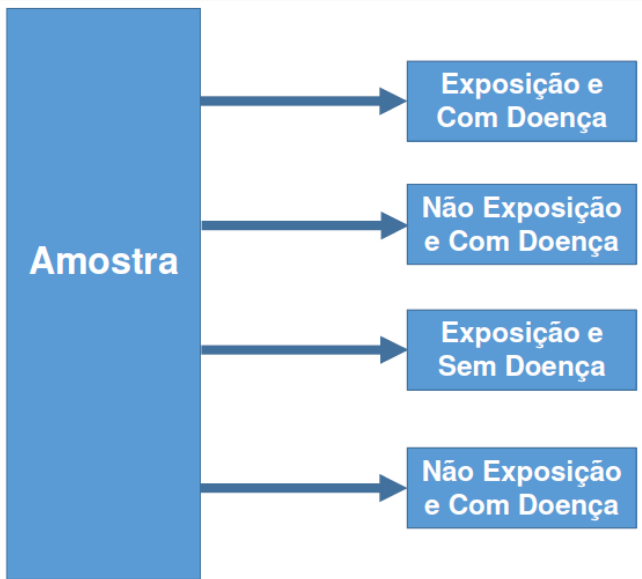 Amostra
Exposição e
Com Doença
Não Exposição
e Com Doença
Exposição e
Sem Doença
Não Exposição
e Com Doença